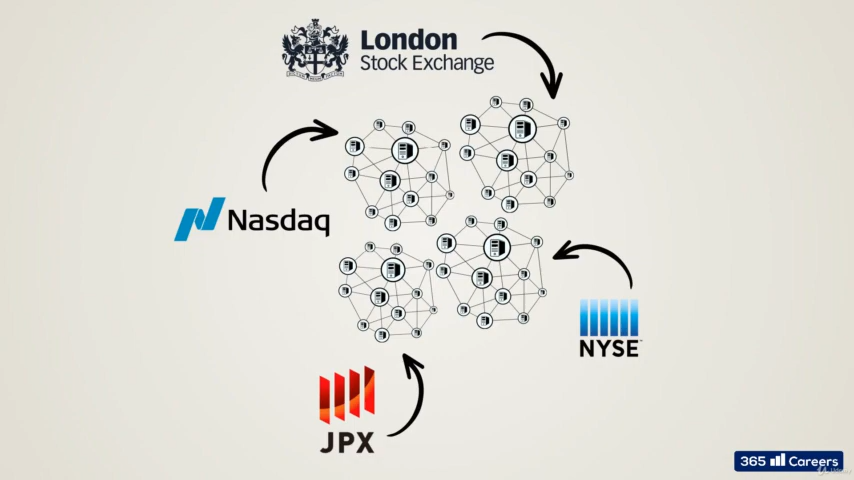 London
Stock Exchange
Nasdaq
NYSE
JPX
365 Careers